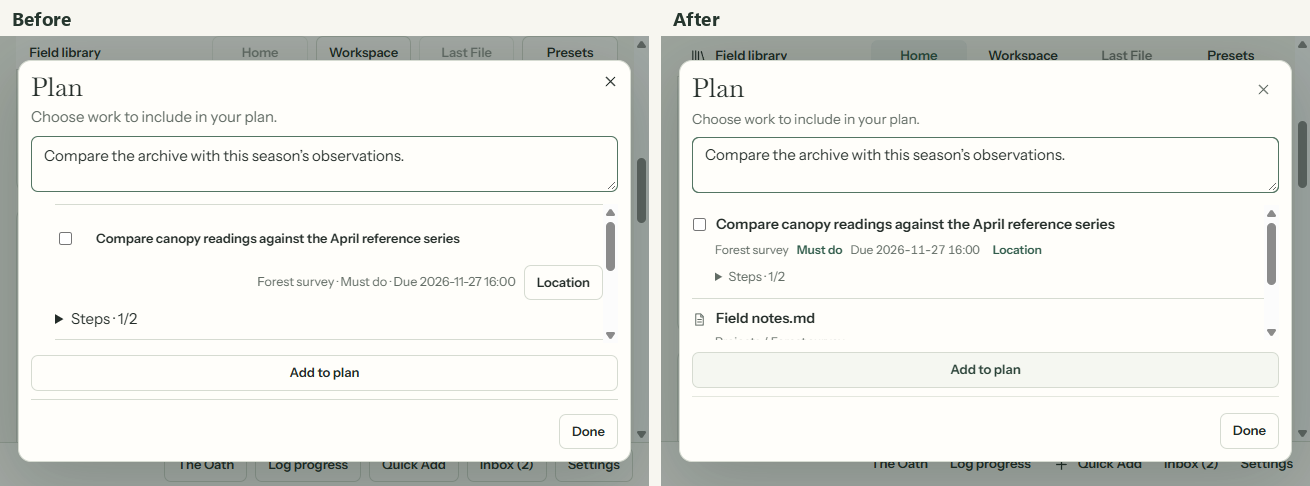 Before
Field library
Home
Workspace
Last File
Presets
Plan
Choose work to include in your plan.
Compare the archive with this season’s observations.
Compare canopy readings against the April reference series
Forest survey · Must do · Due 2026-11-27 16:00
Location
Steps · 1/2
Add to plan
Done
The Oath
Log progress
Quick Add
Inbox (2)
Settings
After
Field library
Home
Workspace
Last File
Presets
Plan
Choose work to include in your plan.
Compare the archive with this season’s observations.
Compare canopy readings against the April reference series
Forest survey Must do Due 2026-11-27 16:00 Location
Steps · 1/2
Field notes.md
Add to plan
Done
The Oath
Log progress
Quick Add
Inbox (2)
Settings